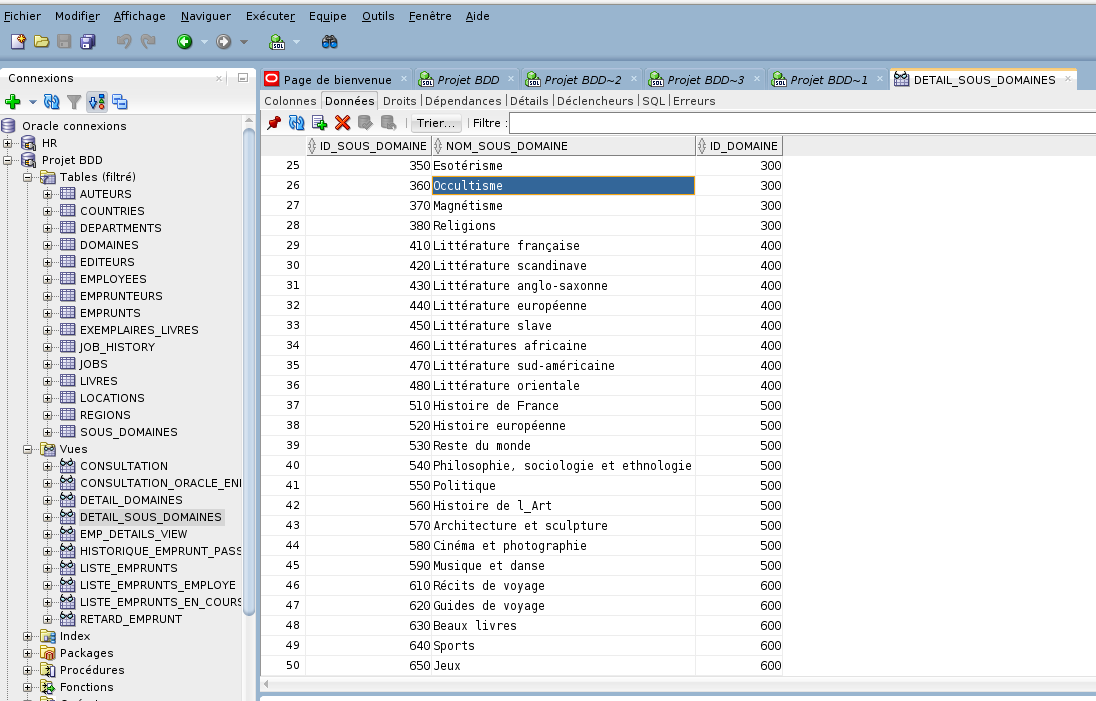 Fichier Modifier Affichage Naviguer Exécuter Equipe Outils Fenêtre Aide
SQL
Connexions
Oracle connexions
HR
Projet BDD
Tables (filtré)
AUTEURS
COUNTRIES
DEPARTMENTS
DOMAINES
EDITEURS
EMPLOYEES
EMPRUNTEURS
EMPRUNTS
EXEMPLAIRES_LIVRES
JOB_HISTORY
JOBS
LIVRES
LOCATIONS
REGIONS
SOUS_DOMAINES
Vues
CONSULTATION
CONSULTATION_ORACLE_EN
DETAIL_DOMAINES
DETAIL_SOUS_DOMAINES
EMP_DETAILS_VIEW
HISTORIQUE_EMPRUNT_PASS
LISTE_EMPRUNTS
LISTE_EMPRUNTS_EMPLOYE
LISTE_EMPRUNTS_EN_COURS
RETARD_EMPRUNT
Index
Packages
Procédures
Fonctions
Page de bienvenue Projet BDD Projet BDD~2 Projet BDD~3 Projet BDD~1 DETAIL_SOUS_DOMAINES
Colonnes Données Droits Dépendances Détails Déclencheurs SQL Erreurs
Trier... Filtre :
ID_SOUS_DOMAINE NOM_SOUS_DOMAINE ID_DOMAINE
25 350 Esotérisme 300
26 360 Occultisme 300
27 370 Magnétisme 300
28 380 Religions 300
29 410 Littérature française 400
30 420 Littérature scandinave 400
31 430 Littérature anglo-saxonne 400
32 440 Littérature européenne 400
33 450 Littérature slave 400
34 460 Littératures africaine 400
35 470 Littérature sud-américaine 400
36 480 Littérature orientale 400
37 510 Histoire de France 500
38 520 Histoire européenne 500
39 530 Reste du monde 500
40 540 Philosophie, sociologie et ethnologie 500
41 550 Politique 500
42 560 Histoire de l_Art 500
43 570 Architecture et sculpture 500
44 580 Cinéma et photographie 500
45 590 Musique et danse 500
46 610 Récits de voyage 600
47 620 Guides de voyage 600
48 630 Beaux livres 600
49 640 Sports 600
50 650 Jeux 600